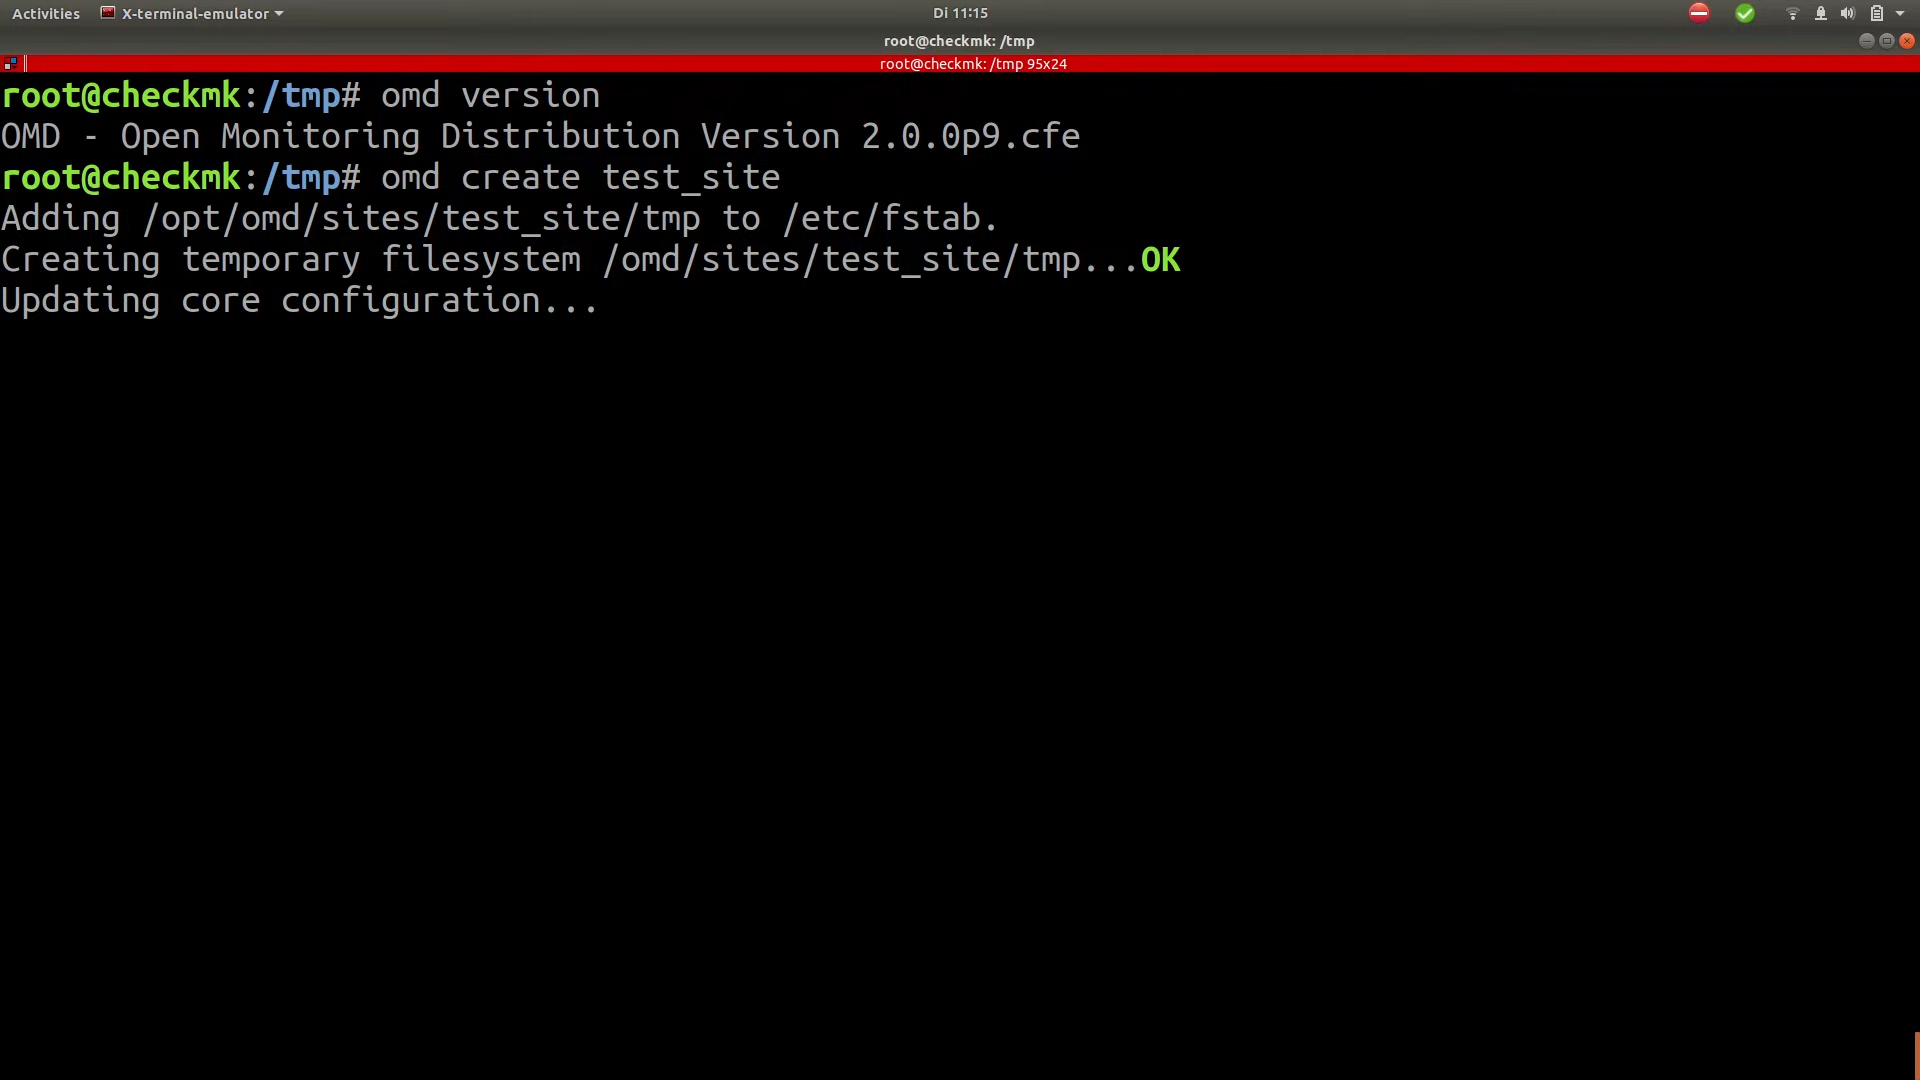 Activities X-terminal-emulator Di 11:15
root@checkmk: /tmp
root@checkmk: /tmp 95x24
root@checkmk:/tmp# omd version
OMD - Open Monitoring Distribution Version 2.0.0p9.cfe
root@checkmk:/tmp# omd create test_site
Adding /opt/omd/sites/test_site/tmp to /etc/fstab.
Creating temporary filesystem /omd/sites/test_site/tmp...OK
Updating core configuration...